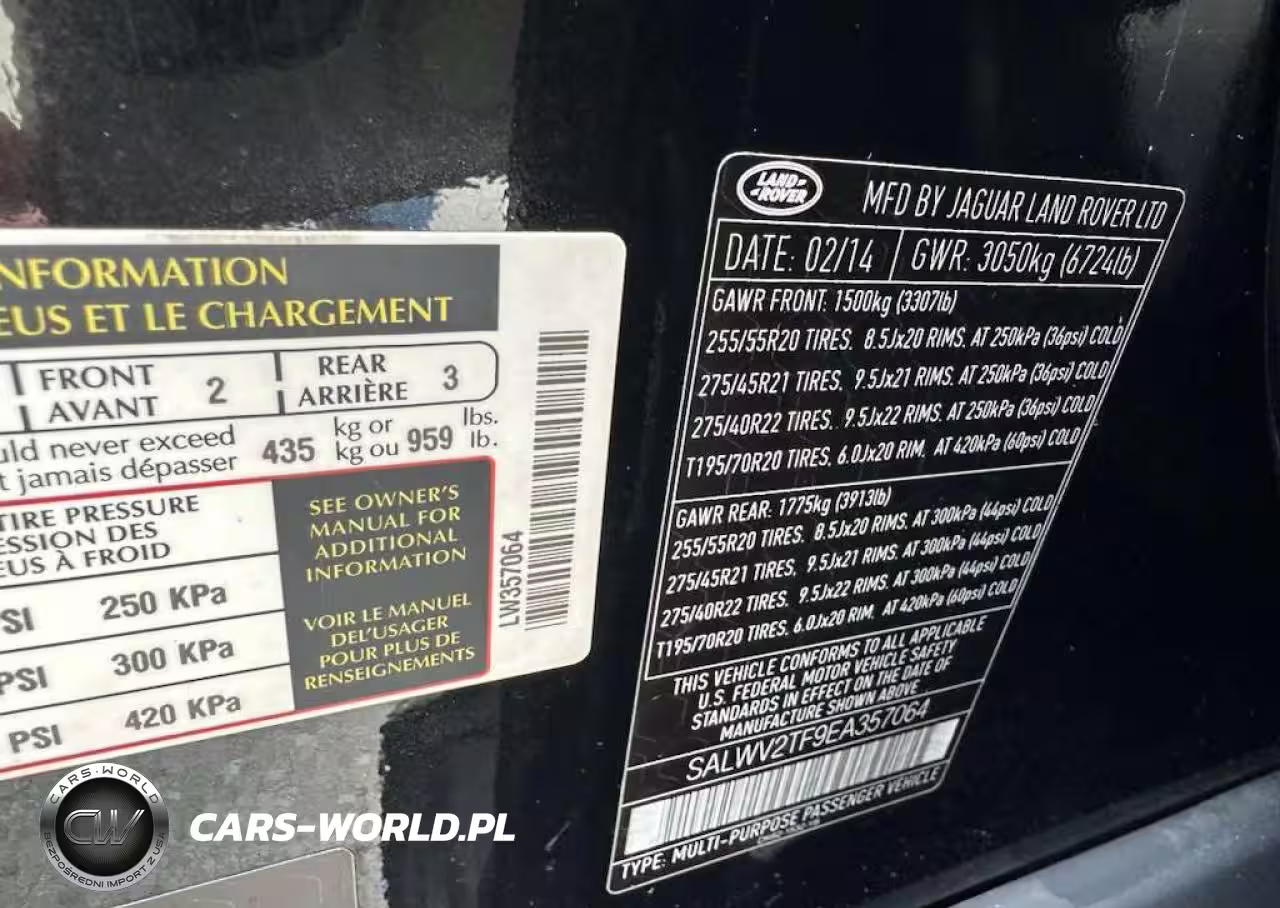 NFORMATION
EUS ET LE CHARGEMENT
FRONT
AVANT
2
REAR
ARRIÈRE
3
uld never exceed
t jamais dépasser
435
kg or
kg ou
959
lbs.
lb.
TIRE PRESSURE
ESSION DES
EUS À FROID
SI 250 KPa
PSI 300 KPa
PSI 420 KPa
SEE OWNER'S
MANUAL FOR
ADDITIONAL
INFORMATION
VOIR LE MANUEL
DEL'USAGER
POUR PLUS DE
RENSEIGNEMENTS
LW357064
LAND
ROVER
MFD BY JAGUAR LAND ROVER LTD
DATE: 02/14 GWR: 3050kg (6724lb)
GAWR FRONT: 1500kg (3307lb)
255/55R20 TIRES. 8.5Jx20 RIMS. AT 250kPa (36psi) COLD
275/45R21 TIRES. 9.5Jx21 RIMS. AT 250kPa (36psi) COLD
275/40R22 TIRES. 9.5Jx22 RIMS. AT 250kPa (36psi) COLD
T195/70R20 TIRES. 6.0Jx20 RIM. AT 420kPa (60psi) COLD
GAWR REAR: 1775kg (3913lb)
255/55R20 TIRES. 8.5Jx20 RIMS. AT 300kPa (44psi) COLD
275/45R21 TIRES. 9.5Jx21 RIMS. AT 300kPa (44psi) COLD
275/40R22 TIRES. 9.5Jx22 RIMS. AT 300kPa (44psi) COLD
T195/70R20 TIRES. 6.0Jx20 RIM. AT 420kPa (60psi) COLD
THIS VEHICLE CONFORMS TO ALL APPLICABLE
U.S. FEDERAL MOTOR VEHICLE SAFETY
STANDARDS IN EFFECT ON THE DATE OF
MANUFACTURE SHOWN ABOVE
SALWV2TF9EA357064
TYPE: MULTI-PURPOSE PASSENGER VEHICLE
CARS-WORLD
CW
BEZPOŚREDNI IMPORT Z USA
CARS-WORLD.PL